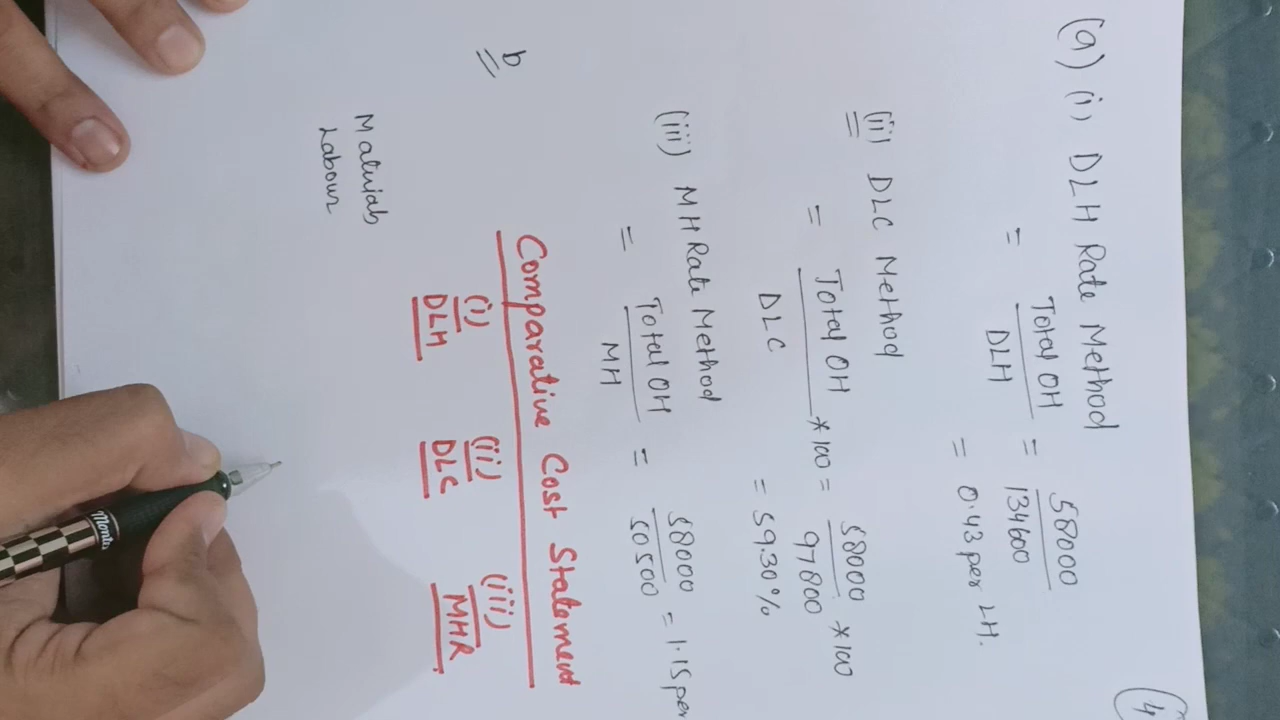 (4
(a) (i) DLH Rate Method
= Total OH / DLH = 58000 / 134600
= 0.43 per LH.
(ii) DLC Method
= Total OH / DLC * 100 = 58000 / 97800 * 100
= 59.30%
(iii) MH Rate Method
= Total OH / MH = 58000 / 50500 = 1.15 per
b
Comparative Cost Statement
(i) (ii) (iii)
DLH DLC MHR
Materials
Labour